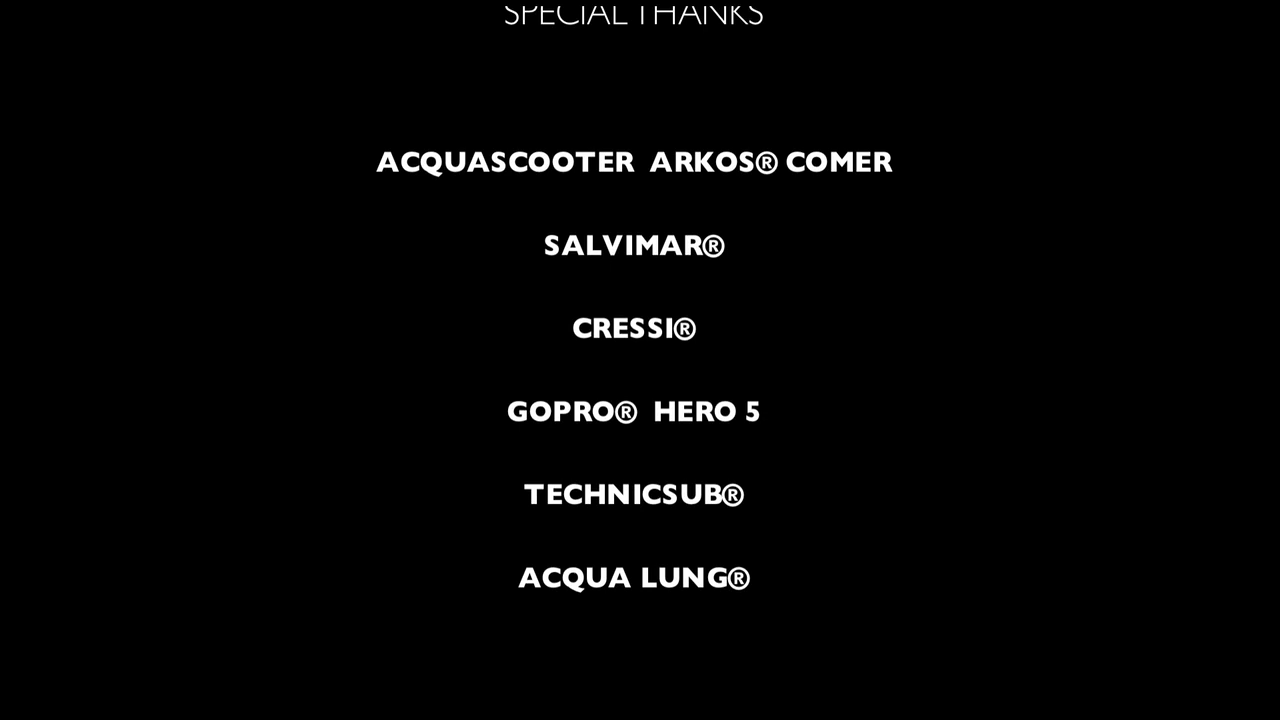 SPECIAL THANKS
ACQUASCOOTER ARKOS® COMER
SALVIMAR®
CRESSI®
GOPRO® HERO 5
TECHNICSUB®
ACQUA LUNG®